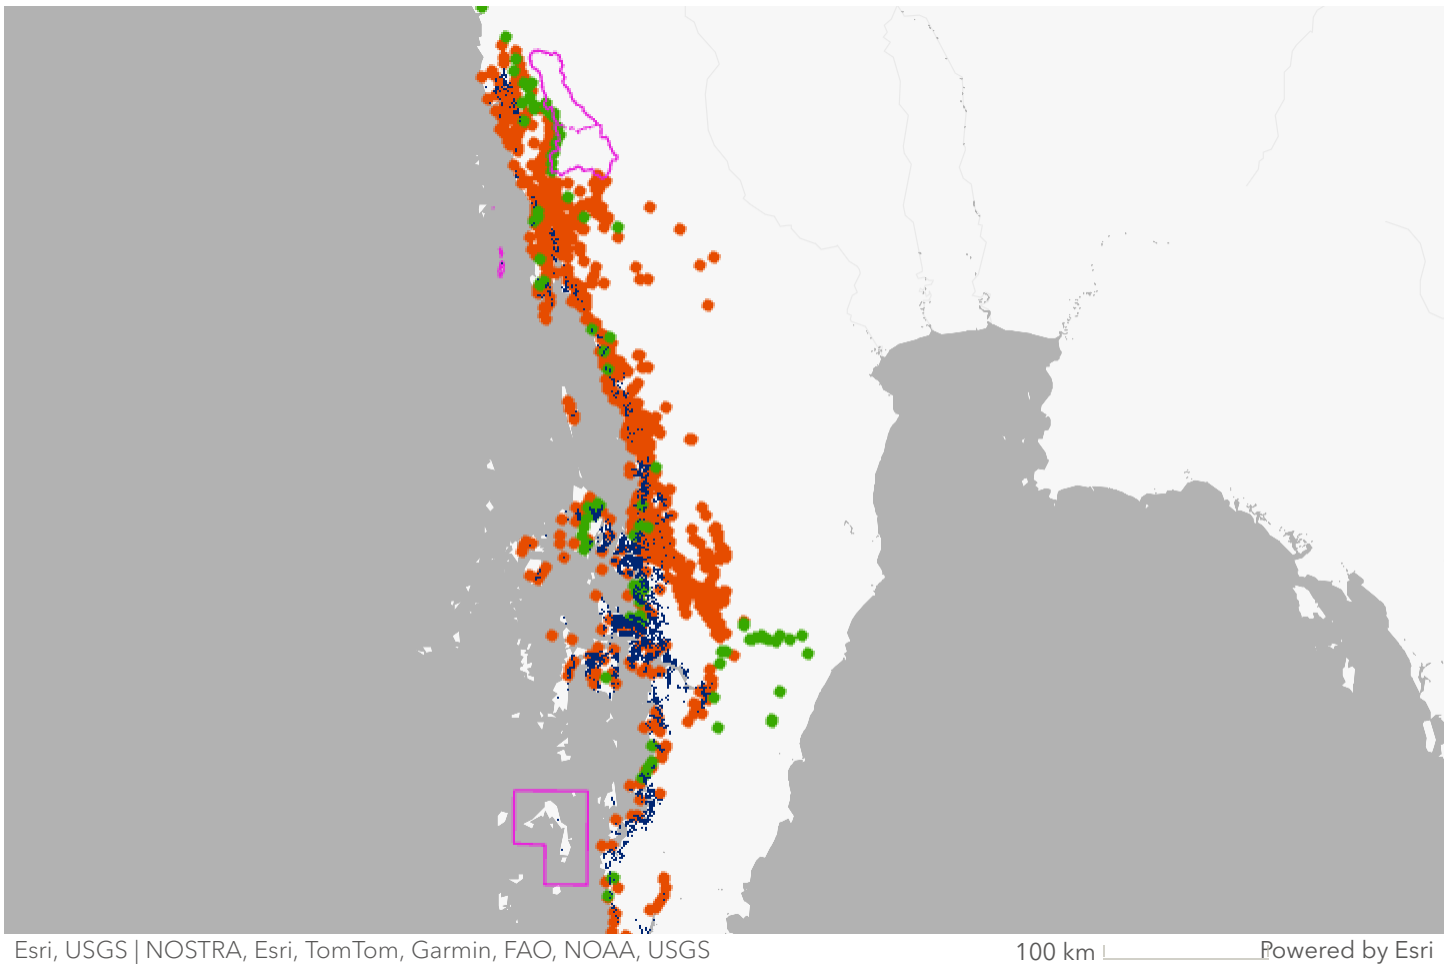 Esri, USGS | NOSTRA, Esri, TomTom, Garmin, FAO, NOAA, USGS
100 km
Powered by Esri